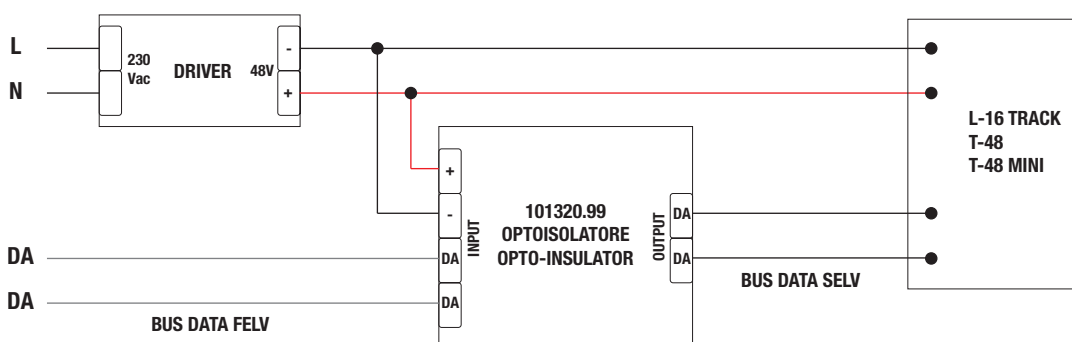 L
N
230
Vac
DRIVER
48V
-
+
L-16 TRACK
T-48
T-48 MINI
+
-
DA
DA
INPUT
101320.99
OPTOISOLATORE
OPTO-INSULATOR
OUTPUT
DA
DA
DA
DA
BUS DATA FELV
BUS DATA SELV